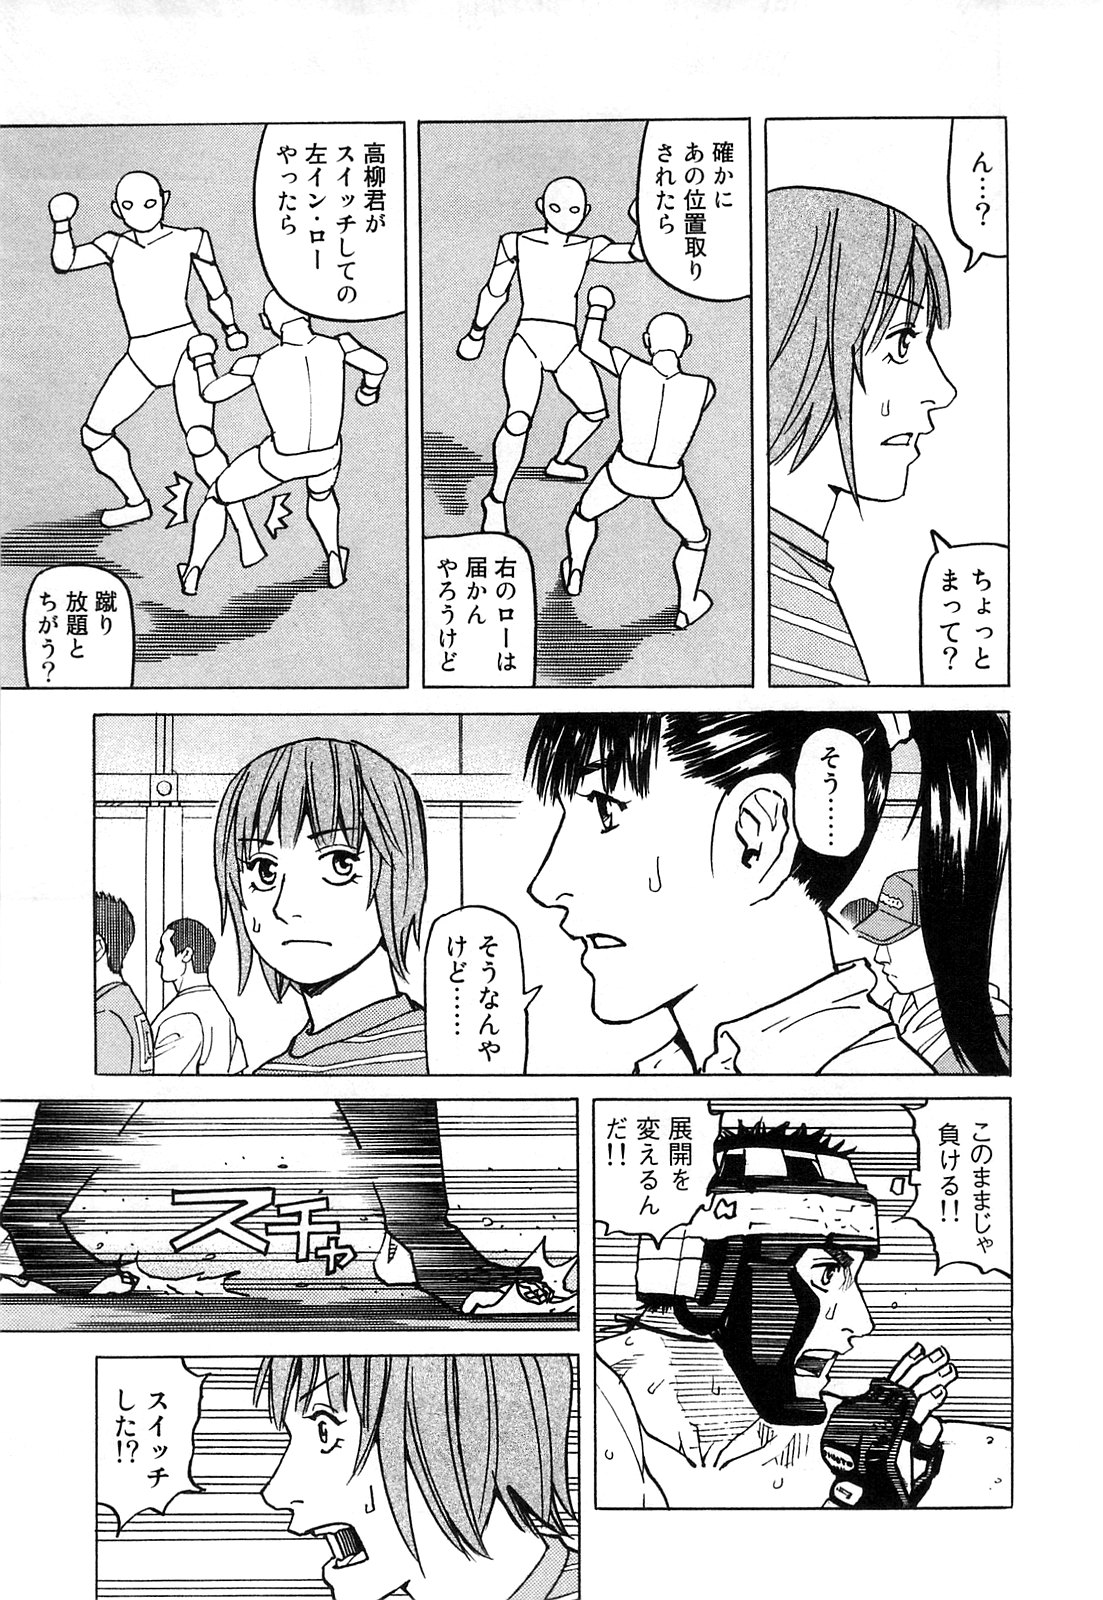 ん…?
ちょっと
まって?
確かに
あの位置取り
されたら
右のローは
届かん
やろうけど
高柳君が
スイッチしての
左イン・ロー
やったら
蹴り
放題と
ちがう?
そう……
そうなんや
けど……
このままじゃ
負ける!!
展開を
変えるん
だ!!
スチャ
スイッチ
した!?